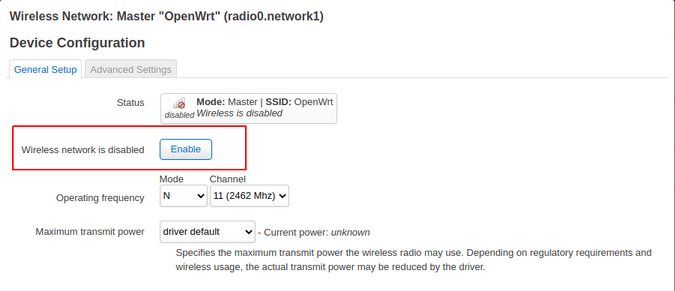 Wireless Network: Master "OpenWrt" (radio0.network1)
Device Configuration
General Setup Advanced Settings
Status
Mode: Master | SSID: OpenWrt
disabled Wireless is disabled
Wireless network is disabled Enable
Mode Channel
Operating frequency N 11 (2462 Mhz)
Maximum transmit power driver default - Current power: unknown
Specifies the maximum transmit power the wireless radio may use. Depending on regulatory requirements and
wireless usage, the actual transmit power may be reduced by the driver.